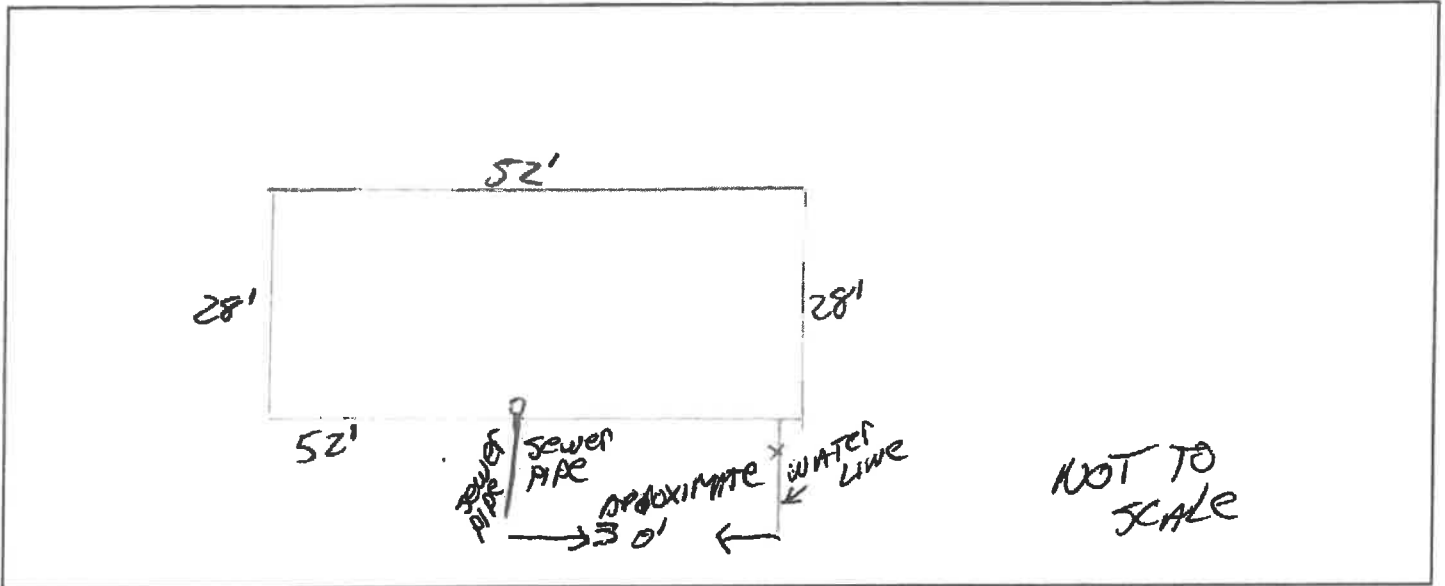 52'
28'
28'
52'
SEWER
PIPE
SEWER
PIPE
APROXIMATE
30'
WATER
LINE
NOT TO
SCALE